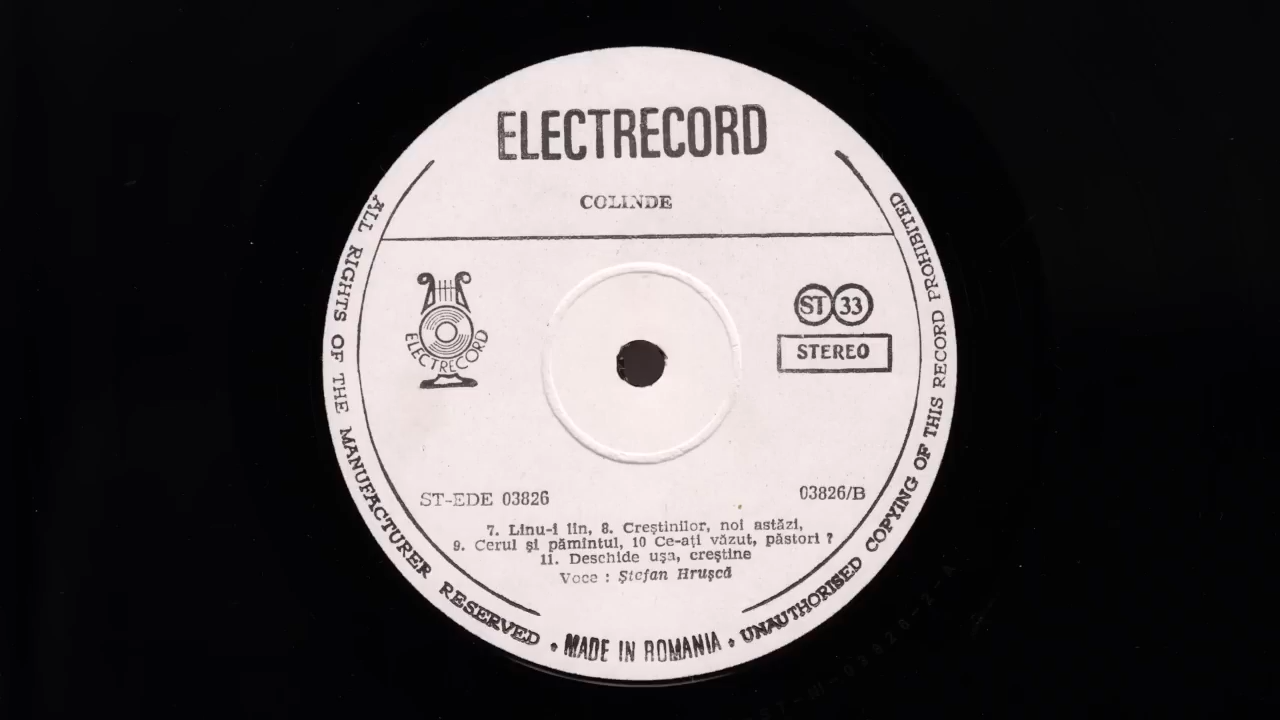 ELECTRECORD
COLINDE
ELECTRECORD
ST 33
STEREO
ST-EDE 03826
03826/B
7. Linu-i lin, 8. Creştinilor, noi astăzi,
9. Cerul şi pămîntul, 10 Ce-aţi văzut, păstori ?
11. Deschide uşa, creştine
Voce : Ştefan Hruşcă
ALL RIGHTS OF THE MANUFACTURER RESERVED • MADE IN ROMANIA • UNAUTHORISED COPYING OF THIS RECORD PROHIBITED